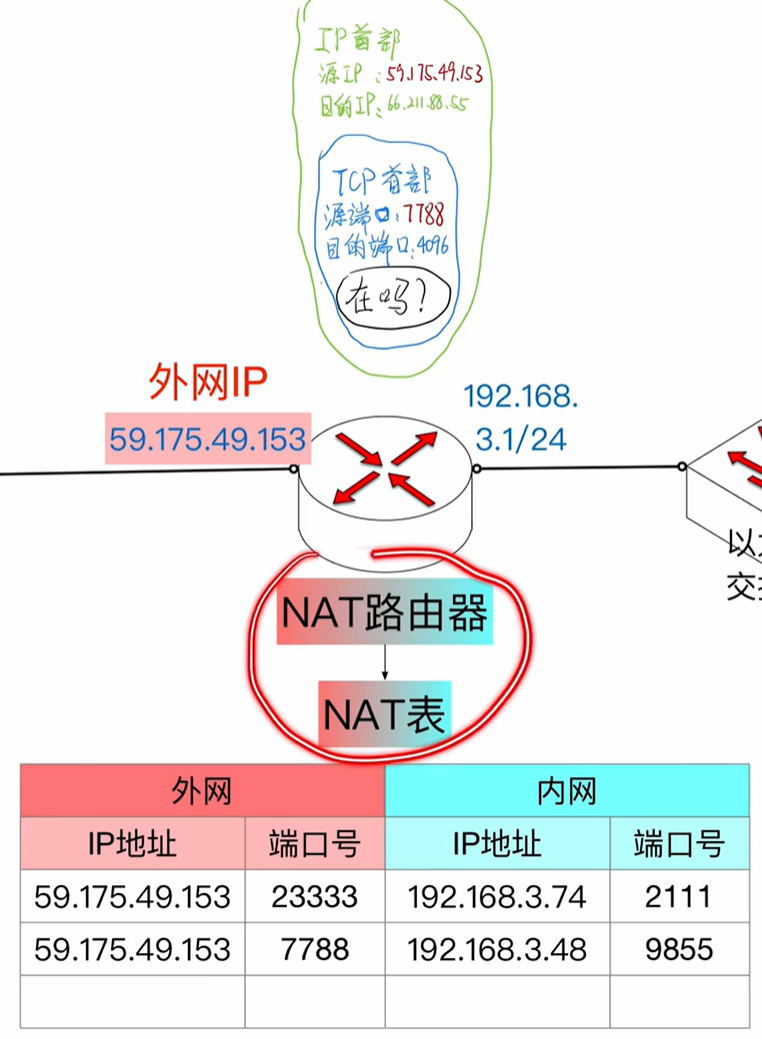 IP首部
源IP:59.175.49.153
目的IP:66.211.88.55
TCP首部
源端口:7788
目的端口:4096
在吗?
外网IP
59.175.49.153
192.168.
3.1/24
以
交
NAT路由器
NAT表
外网 内网
IP地址 端口号 IP地址 端口号
59.175.49.153 23333 192.168.3.74 2111
59.175.49.153 7788 192.168.3.48 9855